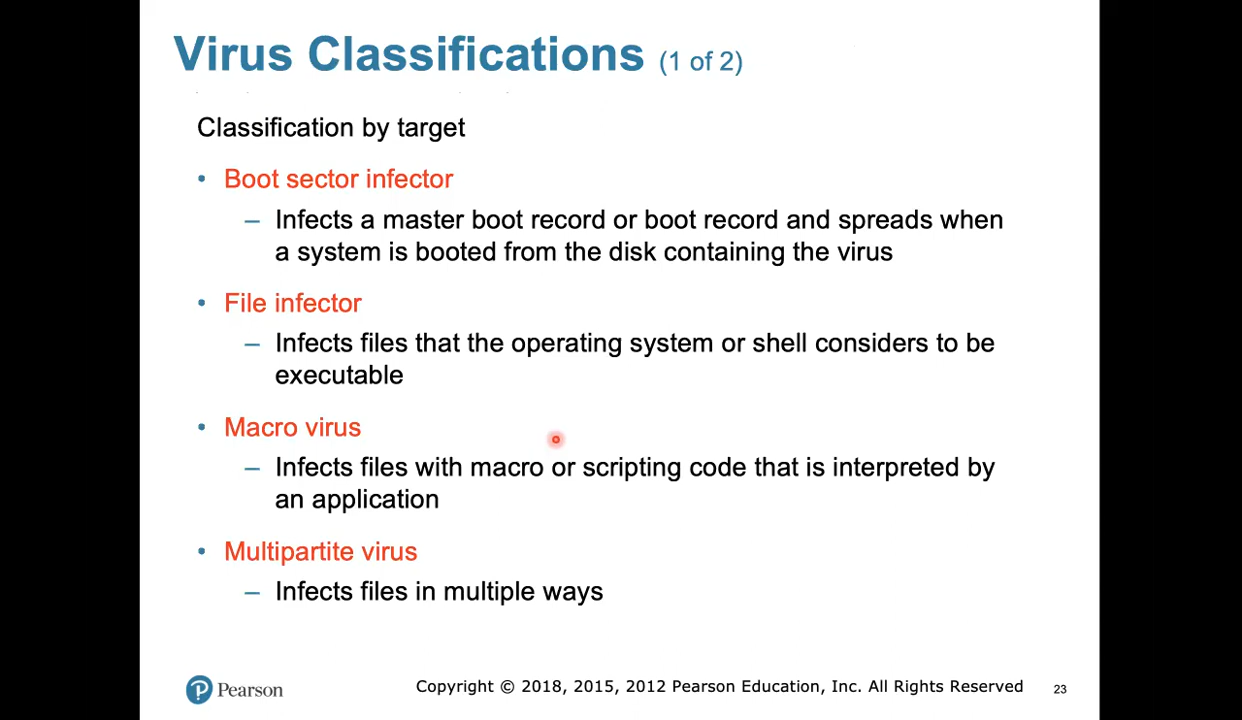 Virus Classifications (1 of 2)
Classification by target
• Boot sector infector
– Infects a master boot record or boot record and spreads when
a system is booted from the disk containing the virus
• File infector
– Infects files that the operating system or shell considers to be
executable
• Macro virus
– Infects files with macro or scripting code that is interpreted by
an application
• Multipartite virus
– Infects files in multiple ways
Pearson
Copyright © 2018, 2015, 2012 Pearson Education, Inc. All Rights Reserved
23